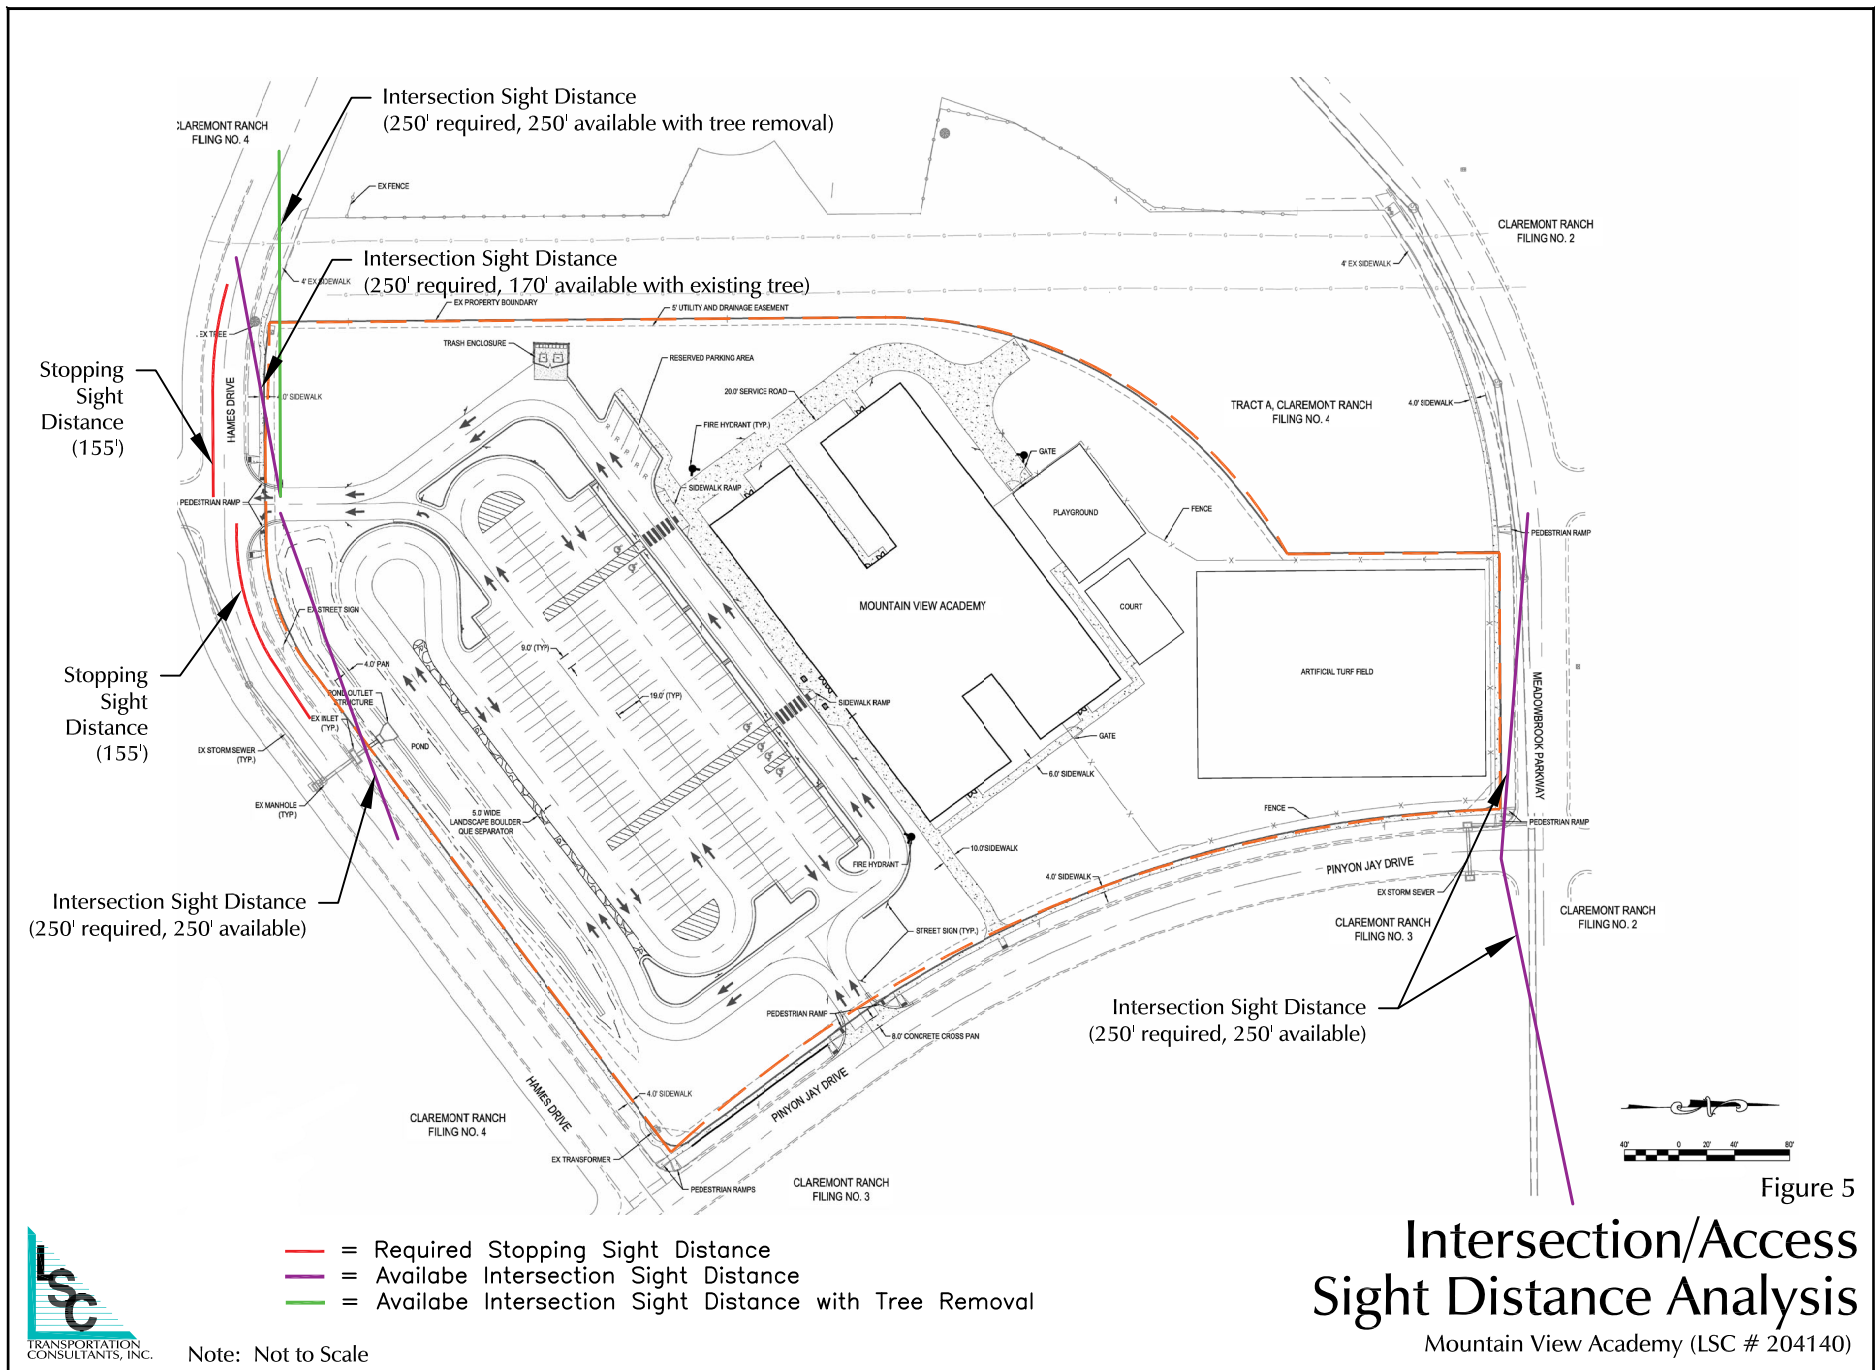 Intersection Sight Distance
(250' required, 250' available with tree removal)
CLAREMONT RANCH
FILING NO. 4
EX FENCE
CLAREMONT RANCH
FILING NO. 2
Intersection Sight Distance
(250' required, 170' available with existing tree)
4' EX SIDEWALK
4' EX SIDEWALK
EX PROPERTY BOUNDARY
5' UTILITY AND DRAINAGE EASEMENT
EX TREE
TRASH ENCLOSURE
RESERVED PARKING AREA
Stopping
Sight
Distance
(155')
HAMES DRIVE
4.0' SIDEWALK
20.0' SERVICE ROAD
TRACT A, CLAREMONT RANCH
FILING NO. 4
4.0' SIDEWALK
FIRE HYDRANT (TYP.)
GATE
SIDEWALK RAMP
PEDESTRIAN RAMP
PLAYGROUND
FENCE
PEDESTRIAN RAMP
MOUNTAIN VIEW ACADEMY
COURT
EX STREET SIGN
9.0' (TYP)
4.0' PAN
ARTIFICIAL TURF FIELD
Stopping
Sight
Distance
(155')
POND OUTLET
STRUCTURE
19.0' (TYP)
SIDEWALK RAMP
EX INLET
(TYP.)
MEADOWBROOK PARKWAY
GATE
EX STORM SEWER
(TYP.)
POND
6.0' SIDEWALK
EX MANHOLE
(TYP)
5.0 WIDE
LANDSCAPE BOULDER
QUE SEPARATOR
FENCE
PEDESTRIAN RAMP
10.0'SIDEWALK
FIRE HYDRANT
PINYON JAY DRIVE
4.0' SIDEWALK
EX STORM SEWER
Intersection Sight Distance
(250' required, 250' available)
CLAREMONT RANCH
FILING NO. 2
CLAREMONT RANCH
FILING NO. 3
STREET SIGN (TYP.)
Intersection Sight Distance
(250' required, 250' available)
PEDESTRIAN RAMP
8.0' CONCRETE CROSS PAN
HAMES DRIVE
4.0' SIDEWALK
PINYON JAY DRIVE
CLAREMONT RANCH
FILING NO. 4
EX TRANSFORMER
PEDESTRIAN RAMPS
CLAREMONT RANCH
FILING NO. 3
40' 0 20' 40' 80'
Figure 5
Intersection/Access
Sight Distance Analysis
Mountain View Academy (LSC # 204140)
= Required Stopping Sight Distance
= Availabe Intersection Sight Distance
= Availabe Intersection Sight Distance with Tree Removal
LSC
TRANSPORTATION
CONSULTANTS, INC.
Note: Not to Scale